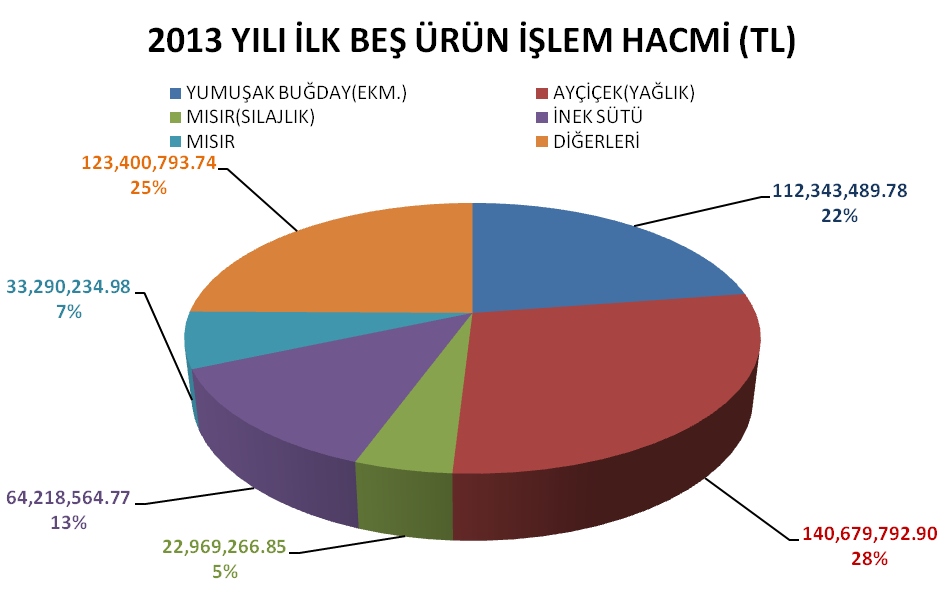 2013 YILI İLK BEŞ ÜRÜN İŞLEM HACMİ (TL)
YUMUŞAK BUĞDAY(EKM.)
AYÇİÇEK(YAĞLIK)
MISIR(SILAJLIK)
İNEK SÜTÜ
MISIR
DİĞERLERİ
123,400,793.74
25%
112,343,489.78
22%
33,290,234.98
7%
64,218,564.77
13%
22,969,266.85
5%
140,679,792.90
28%